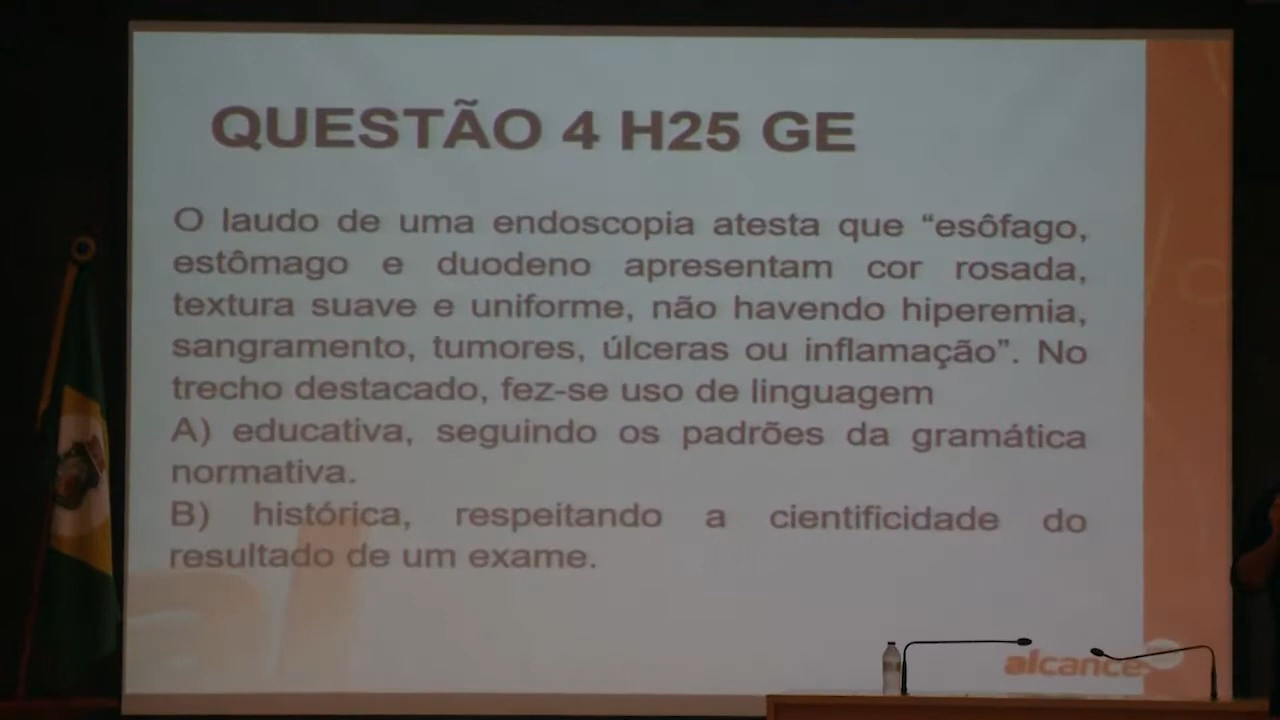 QUESTÃO 4 H25 GE
O laudo de uma endoscopia atesta que “esôfago,
estômago e duodeno apresentam cor rosada,
textura suave e uniforme, não havendo hiperemia,
sangramento, tumores, úlceras ou inflamação”. No
trecho destacado, fez-se uso de linguagem
A) educativa, seguindo os padrões da gramática
normativa.
B) histórica, respeitando a cientificidade do
resultado de um exame.
alcance